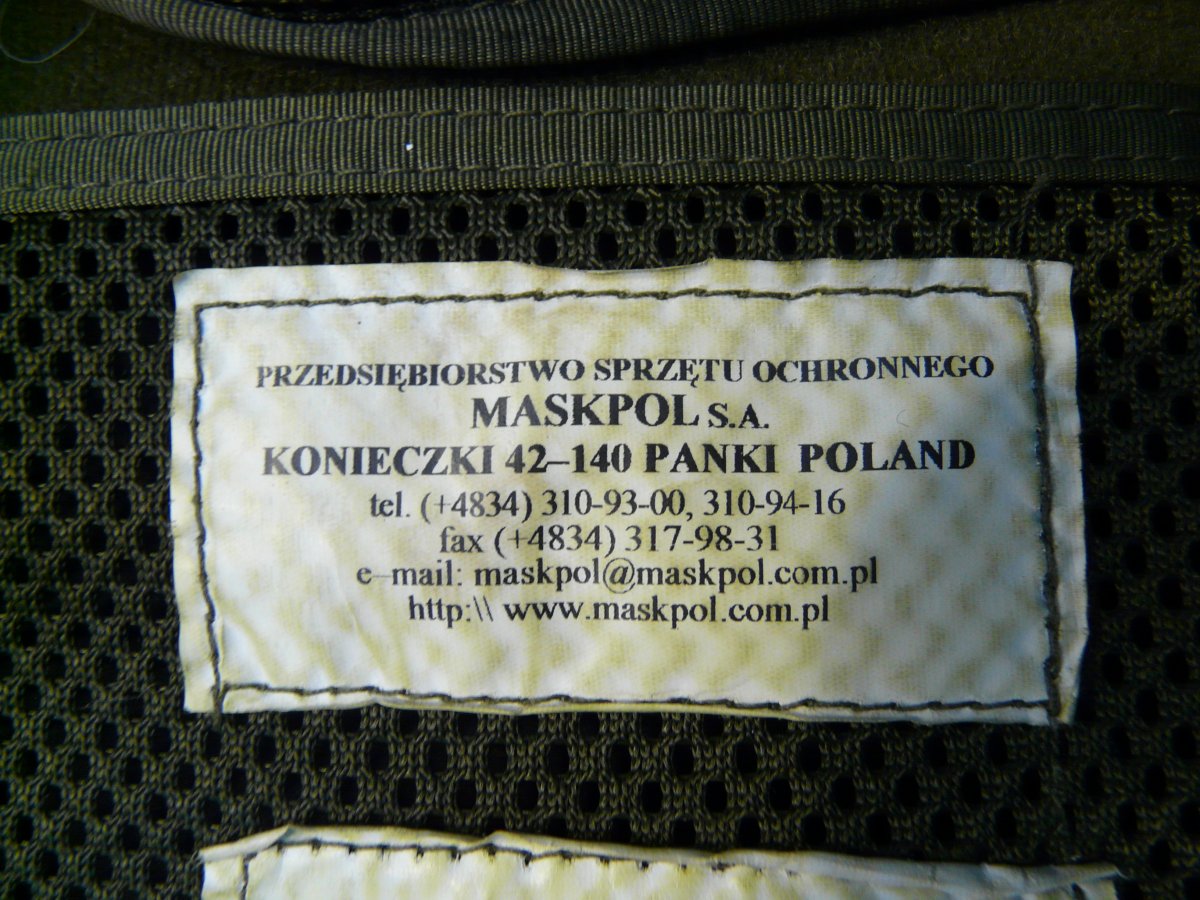 PRZEDSIĘBIORSTWO SPRZĘTU OCHRONNEGO
MASKPOL S.A.
KONIECZKI 42–140 PANKI POLAND
tel. (+4834) 310-93-00, 310-94-16
fax (+4834) 317-98-31
e–mail: maskpol@maskpol.com.pl
http:\\ www.maskpol.com.pl